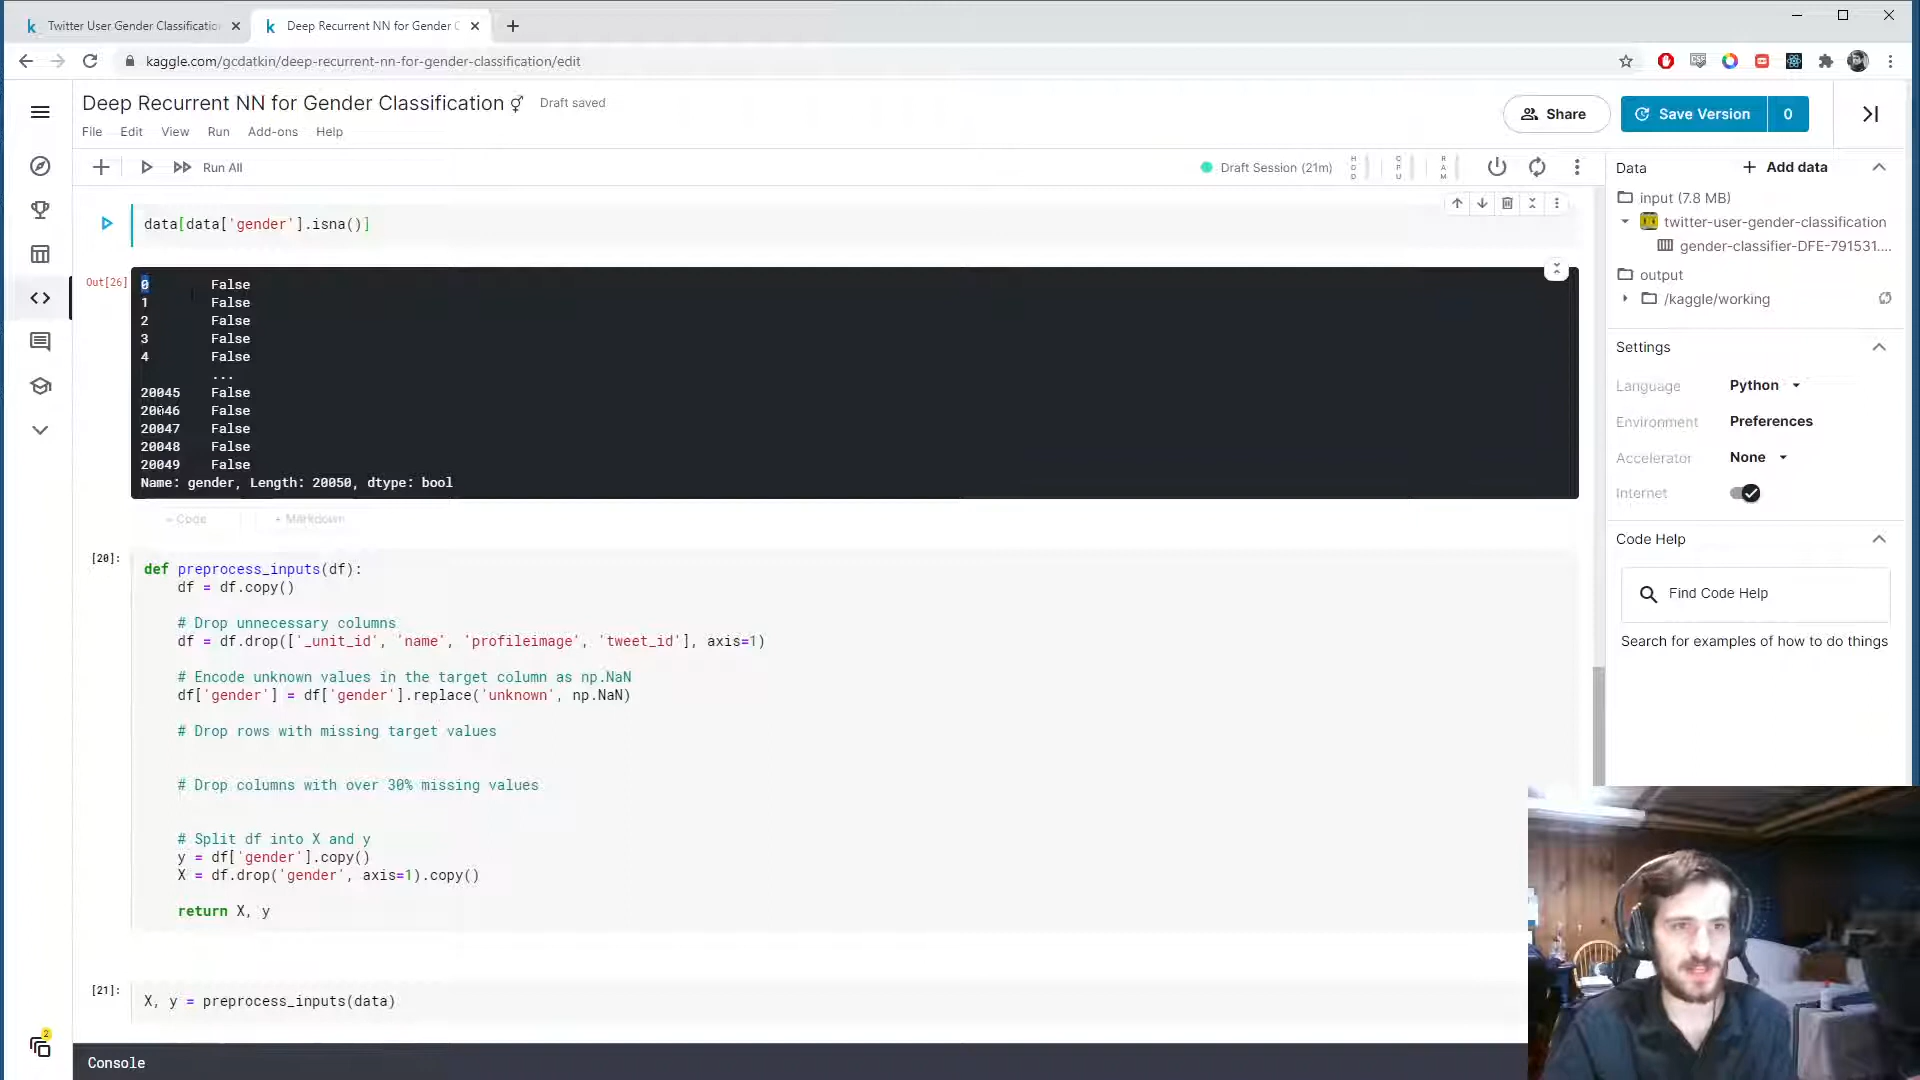 Twitter User Gender Classification
Deep Recurrent NN for Gender C
kaggle.com/gcdatkin/deep-recurrent-nn-for-gender-classification/edit
Deep Recurrent NN for Gender Classification ⚥ Draft saved
Share
Save Version 0
File Edit View Run Add-ons Help
Run All
Draft Session (21m)
HDD
CPU
RAM
Data
+ Add data
input (7.8 MB)
twitter-user-gender-classification
gender-classifier-DFE-791531....
output
/kaggle/working
Settings
Language Python
Environment Preferences
Accelerator None
Internet
Code Help
Find Code Help
Search for examples of how to do things
data[data['gender'].isna()]
Out[26]
0 False
1 False
2 False
3 False
4 False
...
20045 False
20046 False
20047 False
20048 False
20049 False
Name: gender, Length: 20050, dtype: bool
+ Code + Markdown
[20]:
def preprocess_inputs(df):
df = df.copy()
# Drop unnecessary columns
df = df.drop(['_unit_id', 'name', 'profileimage', 'tweet_id'], axis=1)
# Encode unknown values in the target column as np.NaN
df['gender'] = df['gender'].replace('unknown', np.NaN)
# Drop rows with missing target values
# Drop columns with over 30% missing values
# Split df into X and y
y = df['gender'].copy()
X = df.drop('gender', axis=1).copy()
return X, y
[21]:
X, y = preprocess_inputs(data)
2
Console